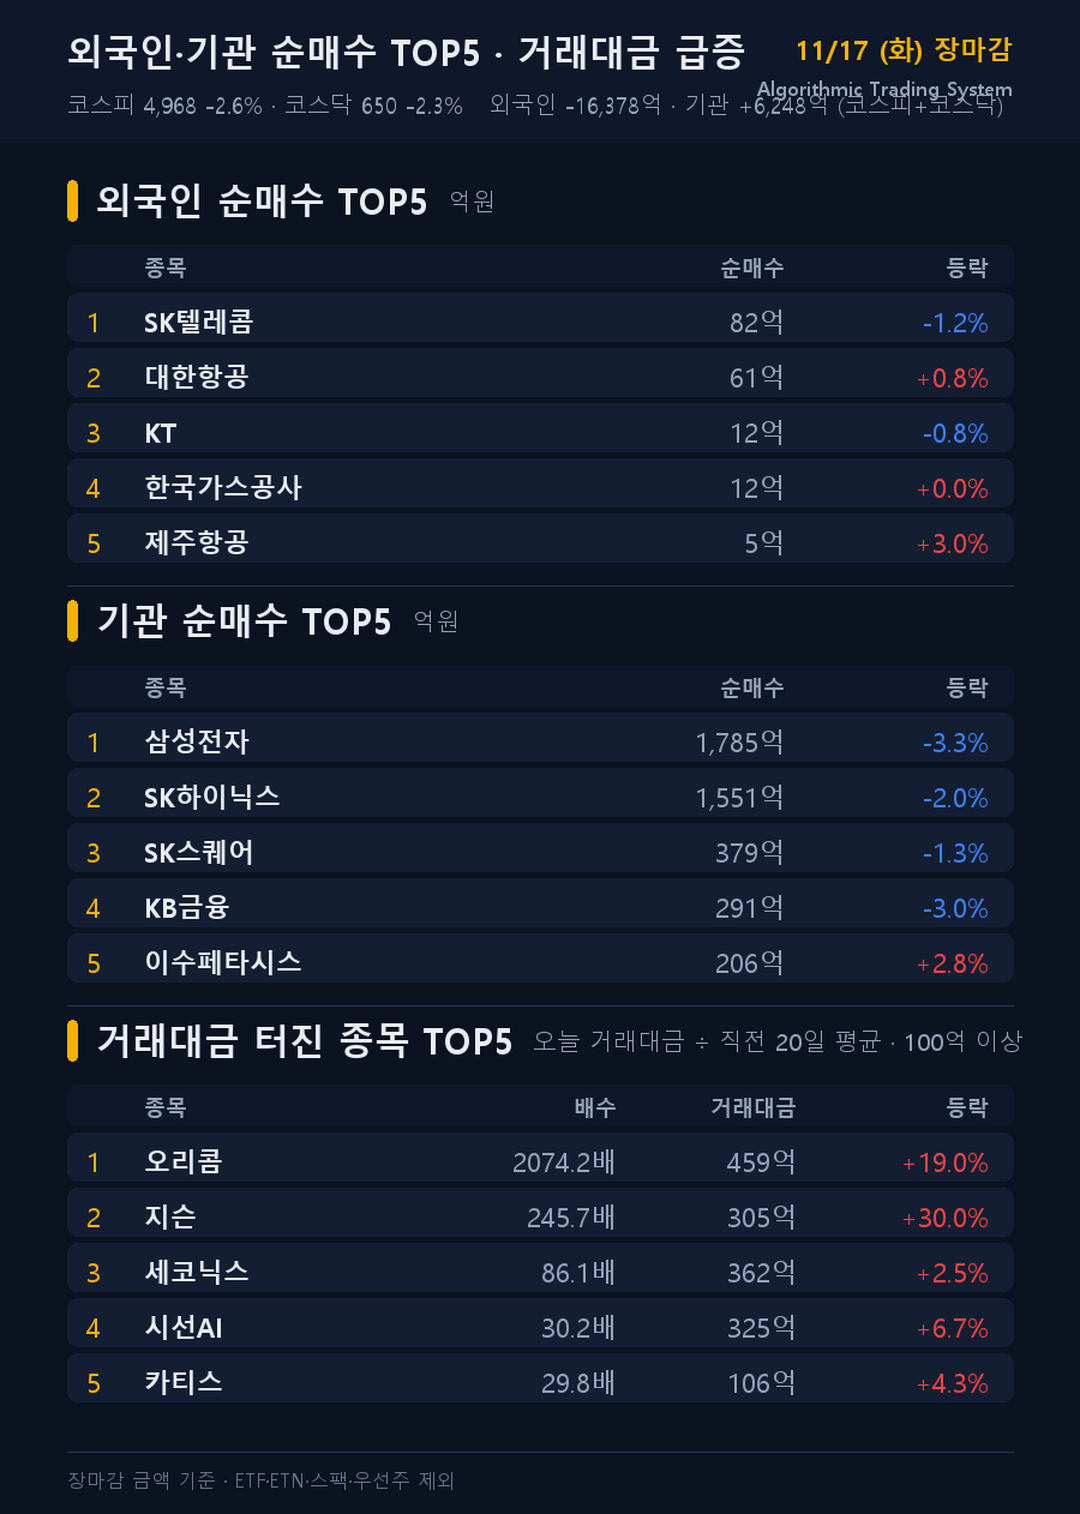 외국인·기관 순매수 TOP5 · 거래대금 급증
11/17 (화) 장마감
Algorithmic Trading System
코스피 4,968 -2.6% · 코스닥 650 -2.3% 외국인 -16,378억 · 기관 +6,248억 (코스피+코스닥)
외국인 순매수 TOP5 억원
종목 순매수 등락
1 SK텔레콤 82억 -1.2%
2 대한항공 61억 +0.8%
3 KT 12억 -0.8%
4 한국가스공사 12억 +0.0%
5 제주항공 5억 +3.0%
기관 순매수 TOP5 억원
종목 순매수 등락
1 삼성전자 1,785억 -3.3%
2 SK하이닉스 1,551억 -2.0%
3 SK스퀘어 379억 -1.3%
4 KB금융 291억 -3.0%
5 이수페타시스 206억 +2.8%
거래대금 터진 종목 TOP5 오늘 거래대금 ÷ 직전 20일 평균 · 100억 이상
종목 배수 거래대금 등락
1 오리콤 2074.2배 459억 +19.0%
2 지슨 245.7배 305억 +30.0%
3 세코닉스 86.1배 362억 +2.5%
4 시선AI 30.2배 325억 +6.7%
5 카티스 29.8배 106억 +4.3%
장마감 금액 기준 · ETF·ETN·스팩·우선주 제외